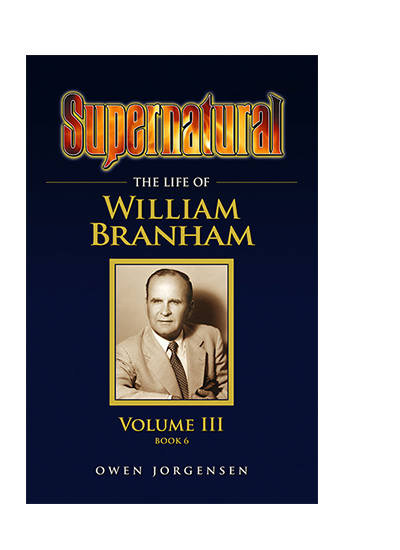 Supernatural
THE LIFE OF
WILLIAM
BRANHAM
VOLUME III
BOOK 6
OWEN JORGENSEN